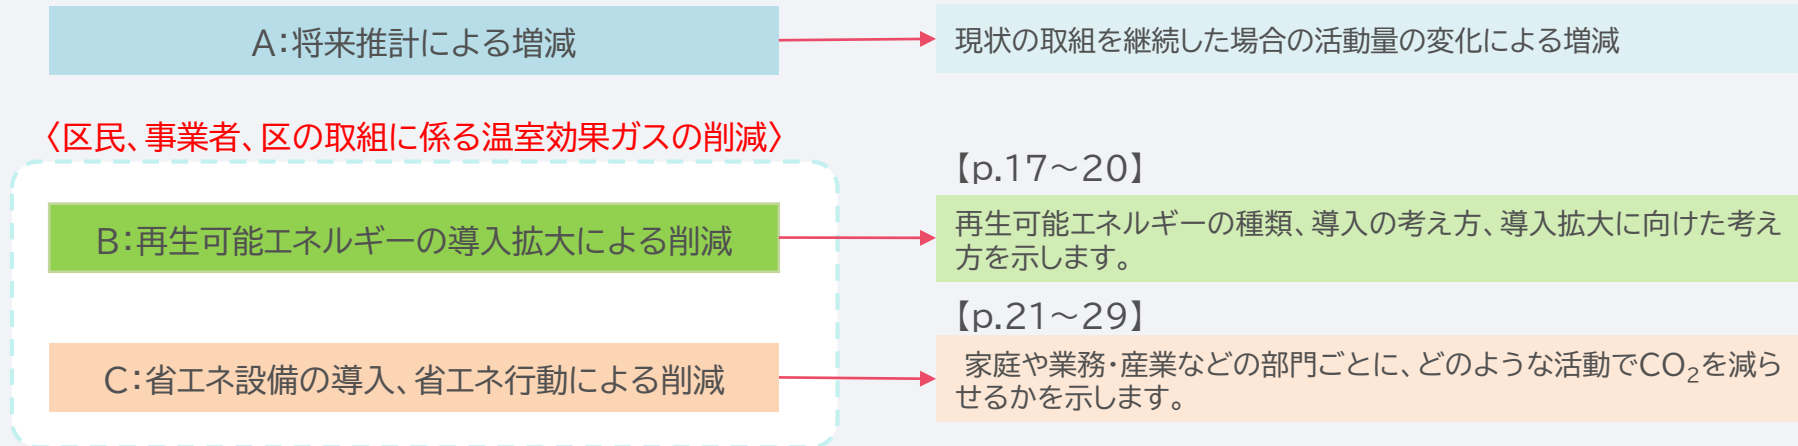 A：将来推計による増減
現状の取組を継続した場合の活動量の変化による増減
〈区民、事業者、区の取組に係る温室効果ガスの削減〉
【p.17～20】
B：再生可能エネルギーの導入拡大による削減
再生可能エネルギーの種類、導入の考え方、導入拡大に向けた考え
方を示します。
【p.21～29】
C：省エネ設備の導入、省エネ行動による削減
家庭や業務・産業などの部門ごとに、どのような活動でCO₂を減ら
せるかを示します。